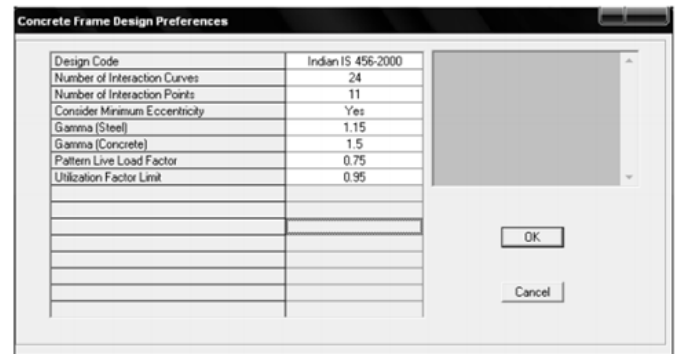 Concrete Frame Design Preferences
Design Code Indian IS 456-2000
Number of Interaction Curves 24
Number of Interaction Points 11
Consider Minimum Eccentricity Yes
Gamma (Steel) 1.15
Gamma (Concrete) 1.5
Pattern Live Load Factor 0.75
Utilization Factor Limit 0.95
OK
Cancel